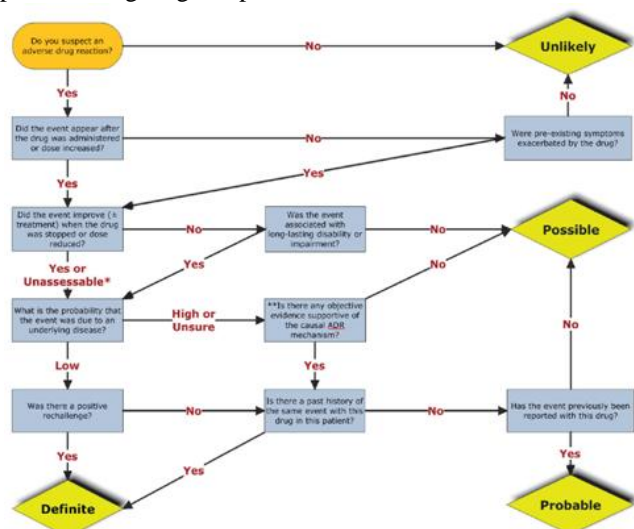 Do you suspect an
adverse drug reaction?
No
Unlikely
Yes
No
Did the event appear after
the drug was administered
or dose increased?
No
Were pre-existing symptoms
exacerbated by the drug?
Yes
Yes
Did the event improve (±
treatment) when the drug
was stopped or dose
reduced?
No
Was the event
associated with
long-lasting disability or
impairment?
No
Possible
Yes or
Unassessable*
Yes
No
What is the probability that
the event was due to an
underlying disease?
High or
Unsure
**Is there any objective
evidence supportive
of the causal ADR
mechanism?
No
Low
Yes
Was there a positive
rechallenge?
No
Is there a past history of
the same event with this
drug in this patient?
No
Has the event previously been
reported with this drug?
Yes
Yes
Yes
Definite
Probable